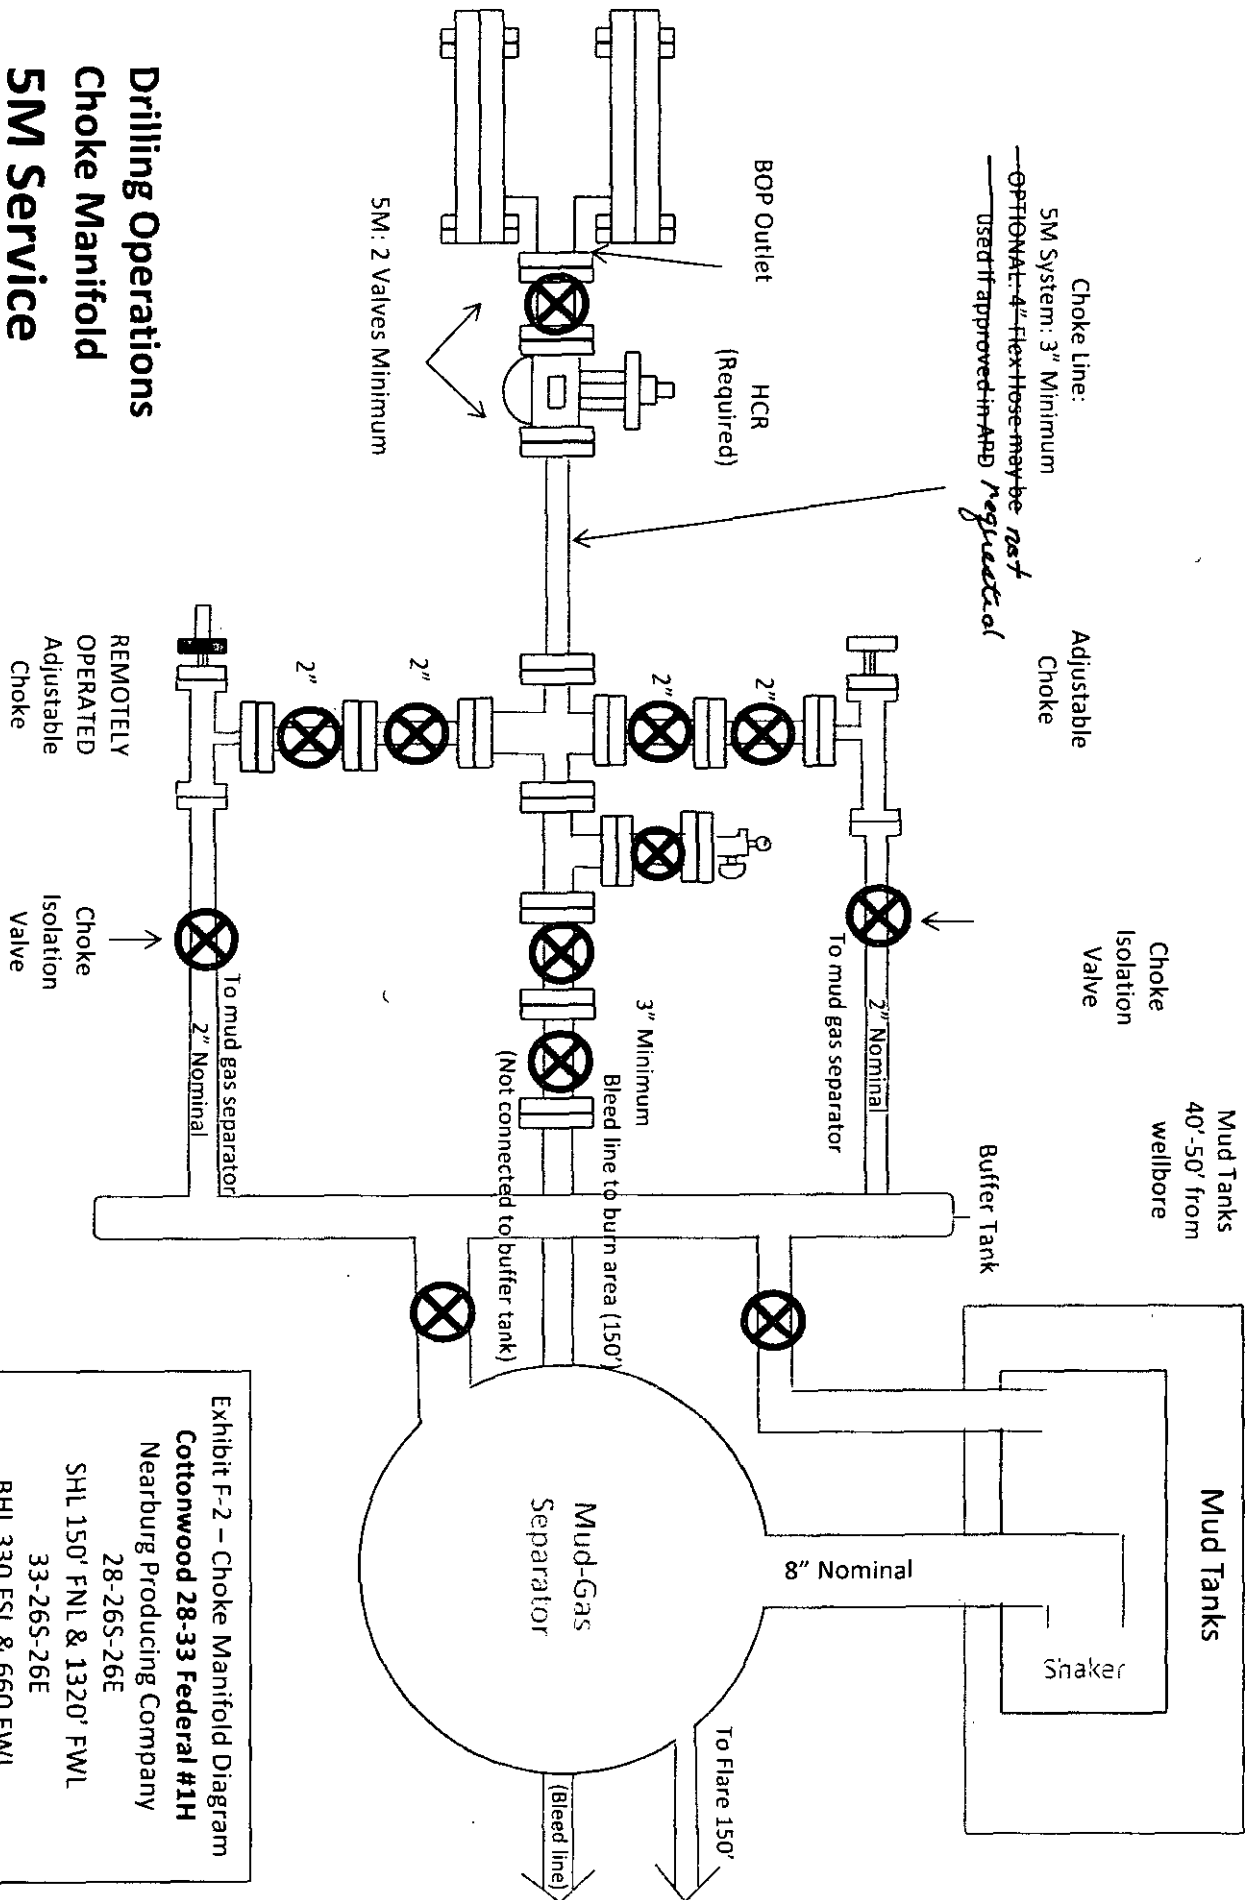 Choke Line:
5M System: 3" Minimum
OPTIONAL: 4" Flex Hose may be not
used if approved in APD requested
Adjustable
Choke
Choke
Isolation
Valve
Mud Tanks
40'-50' from
wellbore
Mud Tanks
BOP Outlet
HCR
(Required)
2"
2"
2" Nominal
To mud gas separator
Buffer Tank
8" Nominal
Shaker
5M: 2 Valves Minimum
3" Minimum
Bleed line to burn area (150')
(Not connected to buffer tank)
Mud-Gas
Separator
To Flare 150'
(Bleed line)
2"
2"
REMOTELY
OPERATED
Adjustable
Choke
Choke
Isolation
Valve
To mud gas separator
2" Nominal
Drilling Operations
Choke Manifold
5M Service
Exhibit F-2 – Choke Manifold Diagram
Cottonwood 28-33 Federal #1H
Nearburg Producing Company
28-26S-26E
SHL 150' FNL & 1320' FWL
33-26S-26E
BHL 330 FSL & 660 FWL